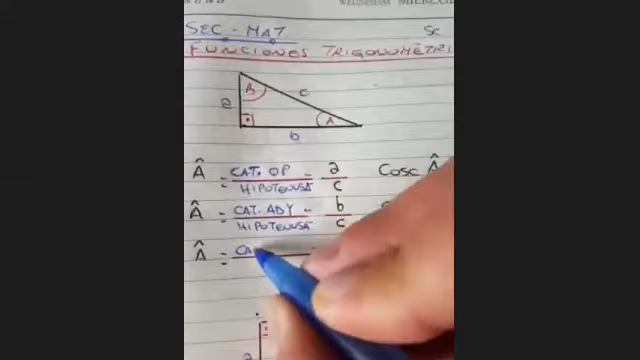 SEC - MAT
FUNCIONES TRIGONOMÉTRI
B
c
a
A
b
Â = CAT. OP = a Cosc Â
HIPOTENUSA c
Â = CAT. ADY = b
HIPOTENUSA c
Â = CA
a